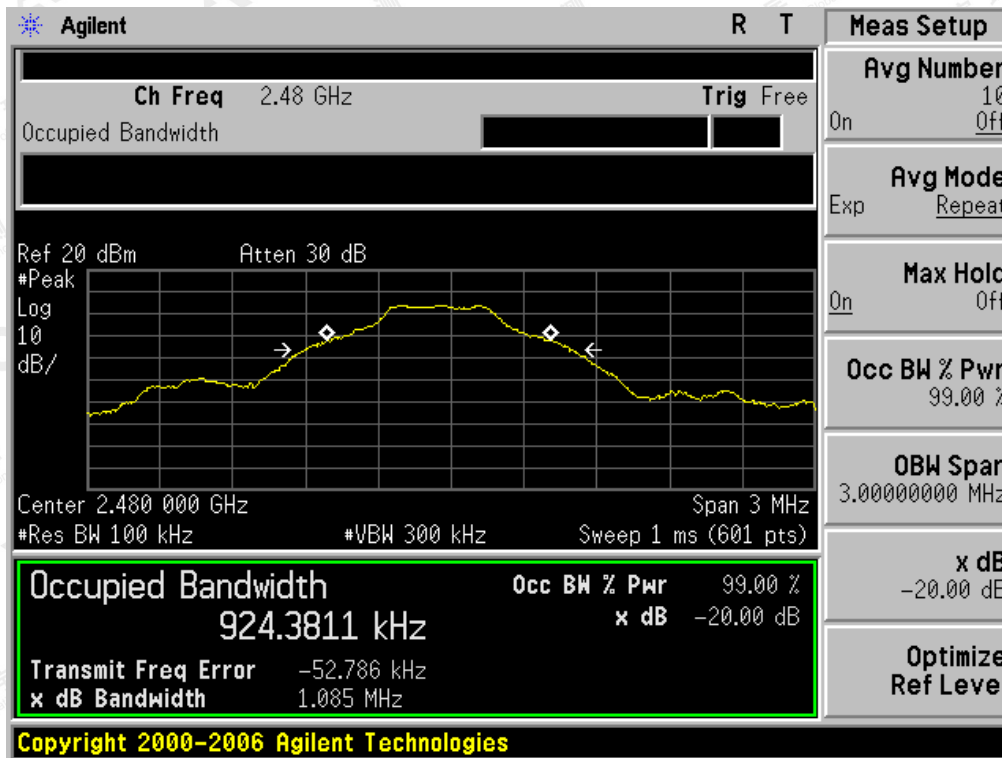 Agilent
R T
Meas Setup
Ch Freq 2.48 GHz
Trig Free
Occupied Bandwidth
Ref 20 dBm Atten 30 dB
#Peak
Log
10
dB/
Center 2.480 000 GHz
Span 3 MHz
#Res BW 100 kHz
#VBW 300 kHz
Sweep 1 ms (601 pts)
Occupied Bandwidth
924.3811 kHz
Occ BW % Pwr 99.00 %
x dB -20.00 dB
Transmit Freq Error -52.786 kHz
x dB Bandwidth 1.085 MHz
Copyright 2000-2006 Agilent Technologies
Avg Number
10
On Off
Avg Mode
Exp Repeat
Max Hold
On Off
Occ BW % Pwr
99.00 %
OBW Span
3.00000000 MHz
x dB
-20.00 dB
Optimize
Ref Level